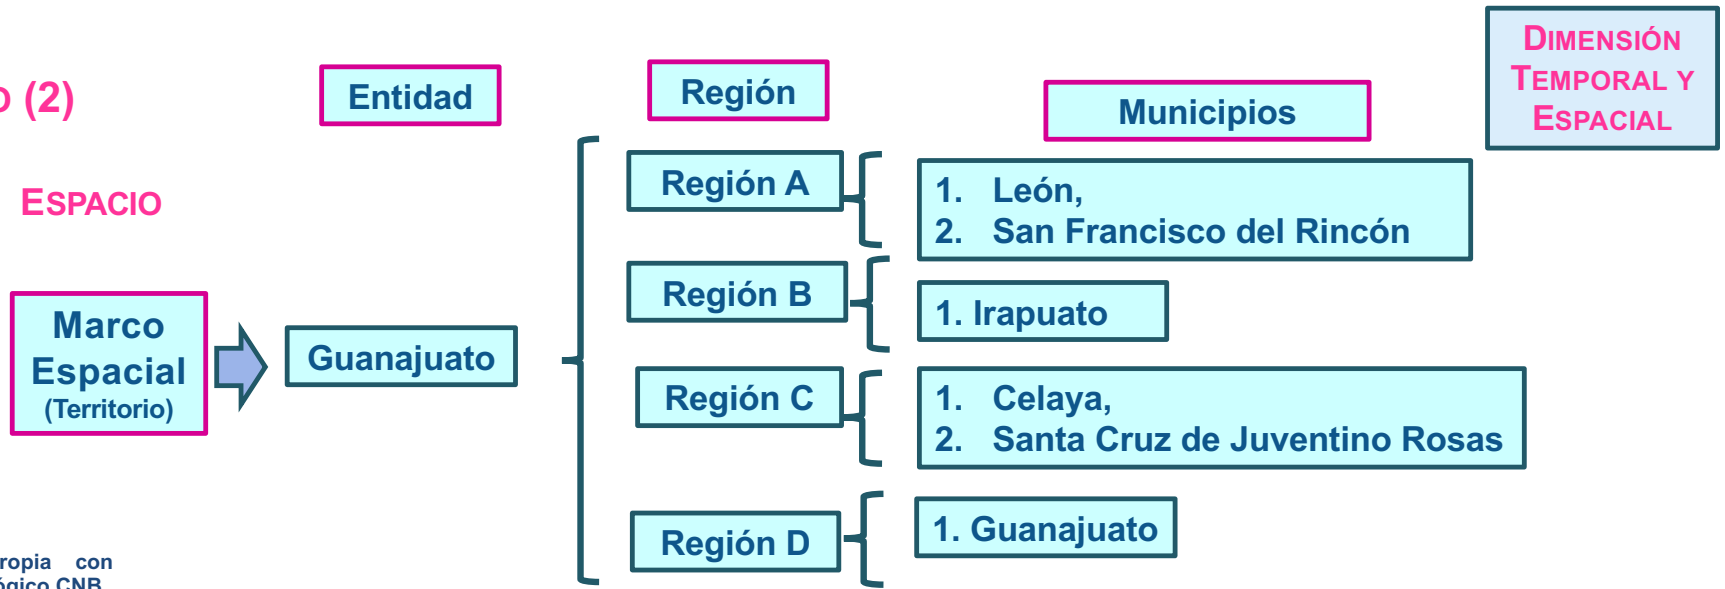 DIMENSIÓN
TEMPORAL Y
ESPACIAL
(2)
Entidad
Región
Municipios
ESPACIO
Marco
Espacial
(Territorio)
Guanajuato
Región A
1. León,
2. San Francisco del Rincón
Región B
1. Irapuato
Región C
1. Celaya,
2. Santa Cruz de Juventino Rosas
Región D
1. Guanajuato
con
CNB